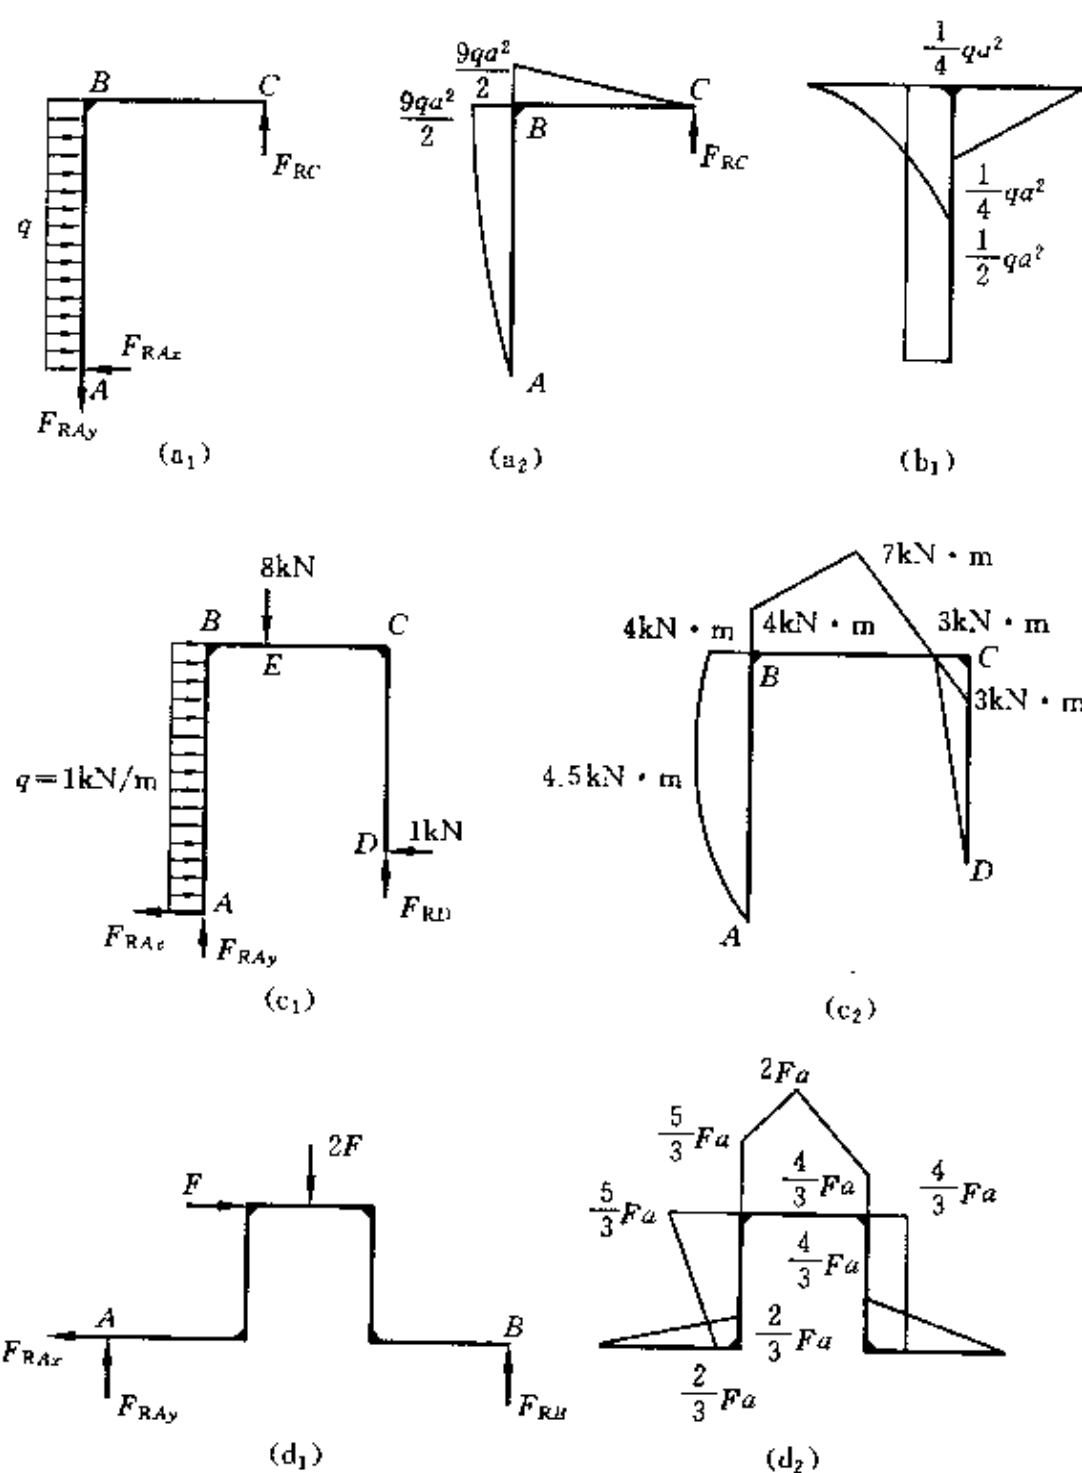 B
C
F_RC
q
F_RAx
A
F_RAy
(a₁)
9qa²/2
9qa²/2
B
C
F_RC
A
(a₂)
1/4 qa²
1/4 qa²
1/2 qa²
(b₁)
8kN
B
C
E
q=1kN/m
D
1kN
A
F_RD
F_RAx
F_RAy
(c₁)
7kN·m
4kN·m
4kN·m
3kN·m
B
C
3kN·m
4.5kN·m
D
A
(c₂)
2F
F
A
B
F_RAx
F_RAy
F_RB
(d₁)
2Fa
5/3 Fa
4/3 Fa
4/3 Fa
5/3 Fa
4/3 Fa
2/3 Fa
2/3 Fa
(d₂)